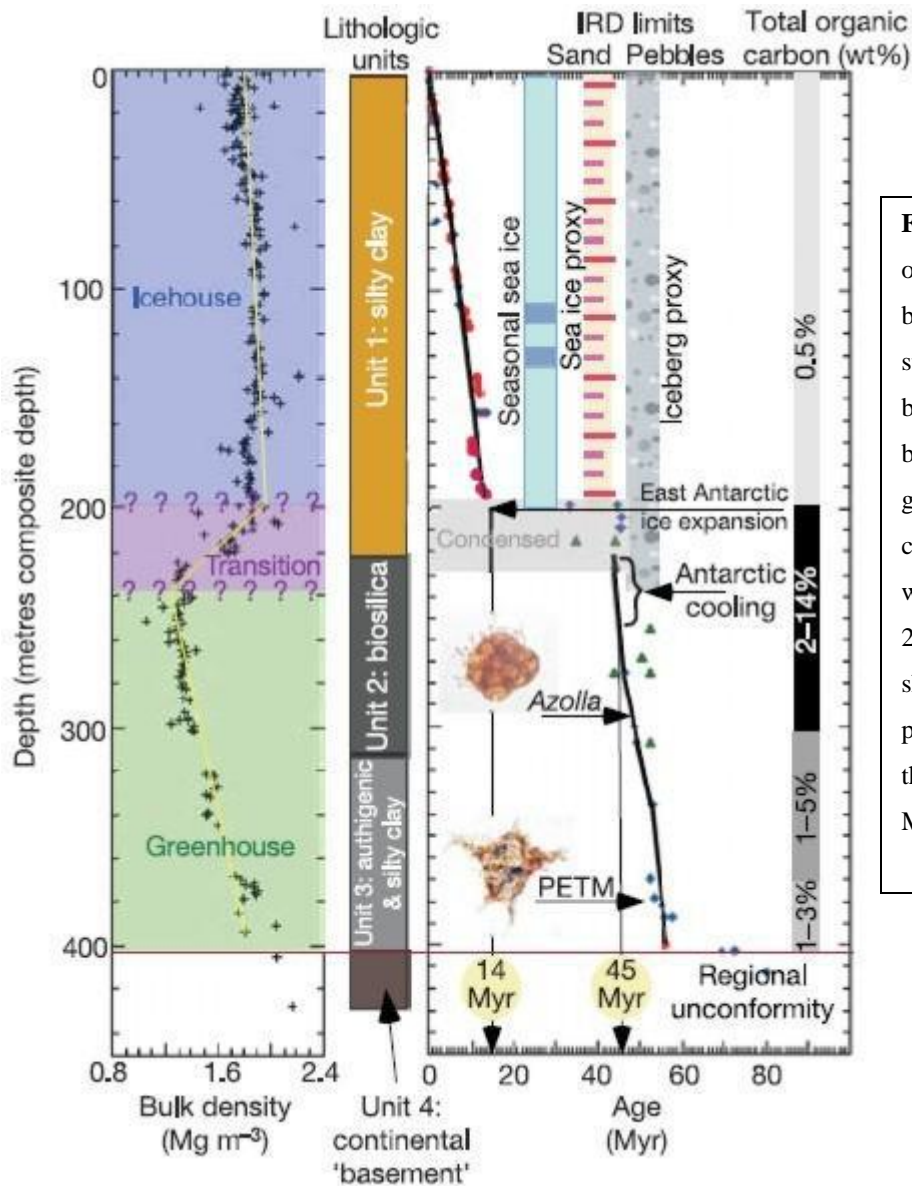 Lithologic
units
IRD limits
Sand Pebbles
Total organic
carbon (wt%)
0
100
200
300
400
Depth (metres composite depth)
Icehouse
? ? ? ? ? ? ?
Transition
? ? ? ? ? ? ?
Greenhouse
0.8 1.6 2.4
Bulk density
(Mg m⁻³)
Unit 1: silty clay
Unit 2: biosilica
Unit 3: authigenic
& silty clay
Unit 4:
continental
'basement'
Seasonal sea ice
Sea ice proxy
Iceberg proxy
East Antarctic
ice expansion
Condensed
Antarctic
cooling
Azolla
PETM
14
Myr
45
Myr
Regional
unconformity
0 20 40 60 80
Age
(Myr)
0.5%
2–14%
1–5%
1–3%
F
o
b
s
b
b
g
c
w
2
s
p
th
M